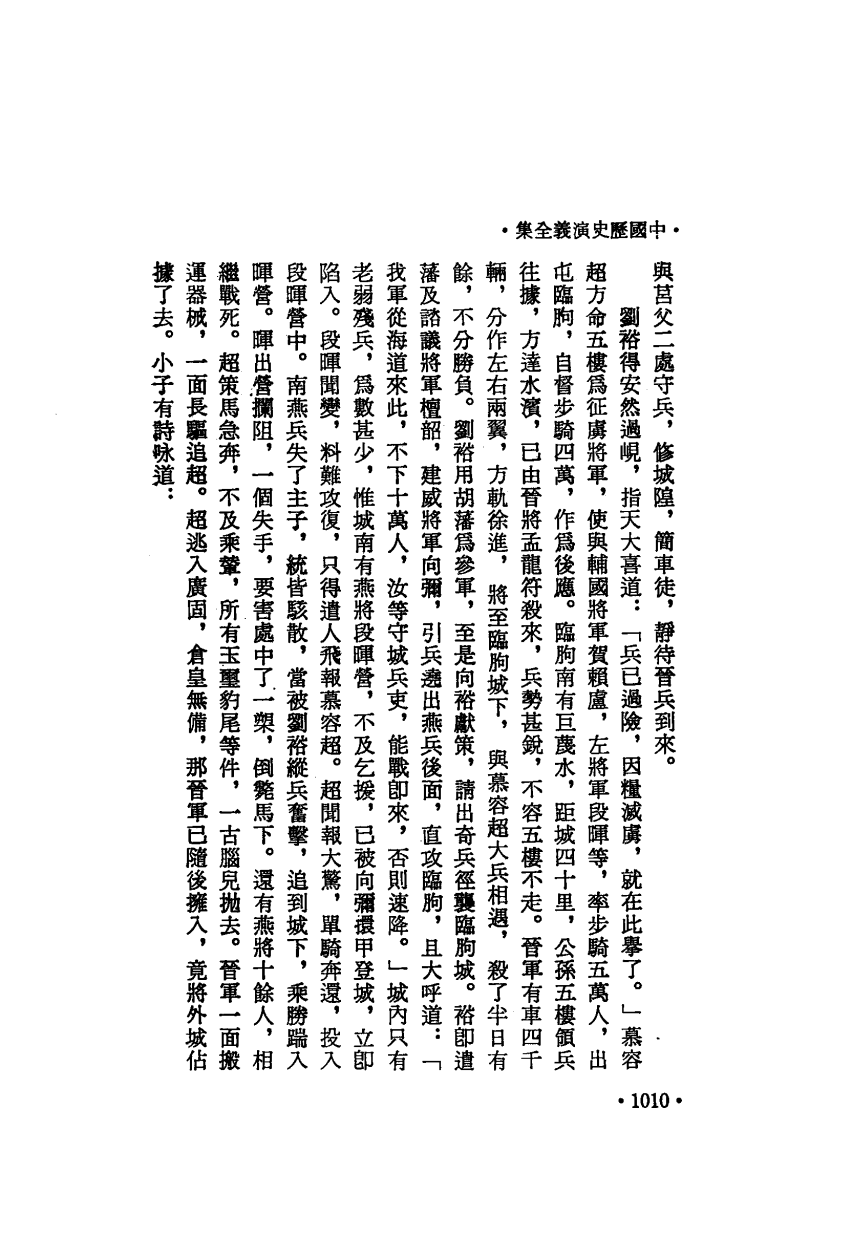 ·中國歷史演義全集·
與莒父二處守兵，修城隍，簡車徒，靜待晉兵到來。
劉裕得安然過峴，指天大喜道：「兵已過險，因糧滅虜，就在此擧了。」慕容
超方命五樓爲征虜將軍，使與輔國將軍賀賴盧，左將軍段暉等，率步騎五萬人，出
屯臨朐，自督步騎四萬，作爲後應。臨朐南有巨蔑水，距城四十里，公孫五樓領兵
往據，方達水濱，已由晉將孟龍符殺來，兵勢甚銳，不容五樓不走。晉軍有車四千
輛，分作左右兩翼，方軌徐進，將至臨朐城下，與慕容超大兵相遇，殺了半日有
餘，不分勝負。劉裕用胡藩爲參軍，至是向裕獻策，請出奇兵徑襲臨朐城。裕卽遣
藩及諮議將軍檀韶，建威將軍向彌，引兵遶出燕兵後面，直攻臨朐，且大呼道：「
我軍從海道來此，不下十萬人，汝等守城兵吏，能戰卽來，否則速降。」城內只有
老弱殘兵，爲數甚少，惟城南有燕將段暉營，不及乞援，已被向彌擐甲登城，立卽
陷入。段暉聞變，料難攻復，只得遣人飛報慕容超。超聞報大驚，單騎奔還，投入
段暉營中。南燕兵失了主子，統皆駭散，當被劉裕縱兵奮擊，追到城下，乘勝踹入
暉營。暉出營攔阻，一個失手，要害處中了一槊，倒斃馬下。還有燕將十餘人，相
繼戰死。超策馬急奔，不及乘輦，所有玉璽豹尾等件，一古腦兒拋去。晉軍一面搬
運器械，一面長驅追超。超逃入廣固，倉皇無備，那晉軍已隨後擁入，竟將外城佔
據了去。小子有詩咏道：
·1010·